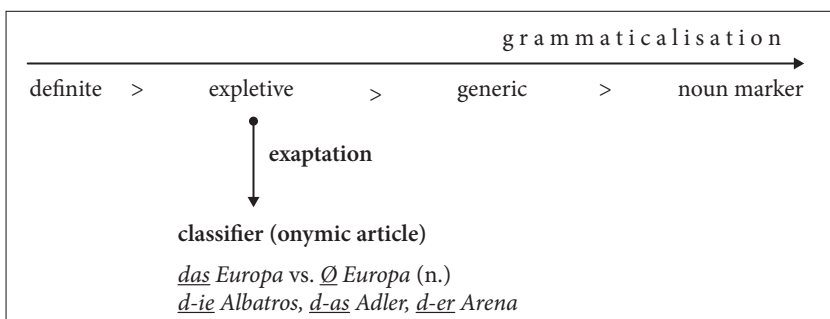 grammaticalisation
definite > expletive > generic > noun marker
exaptation
classifier (onymic article)
das Europa vs. Ø Europa (n.)
d-ie Albatros, d-as Adler, d-er Arena